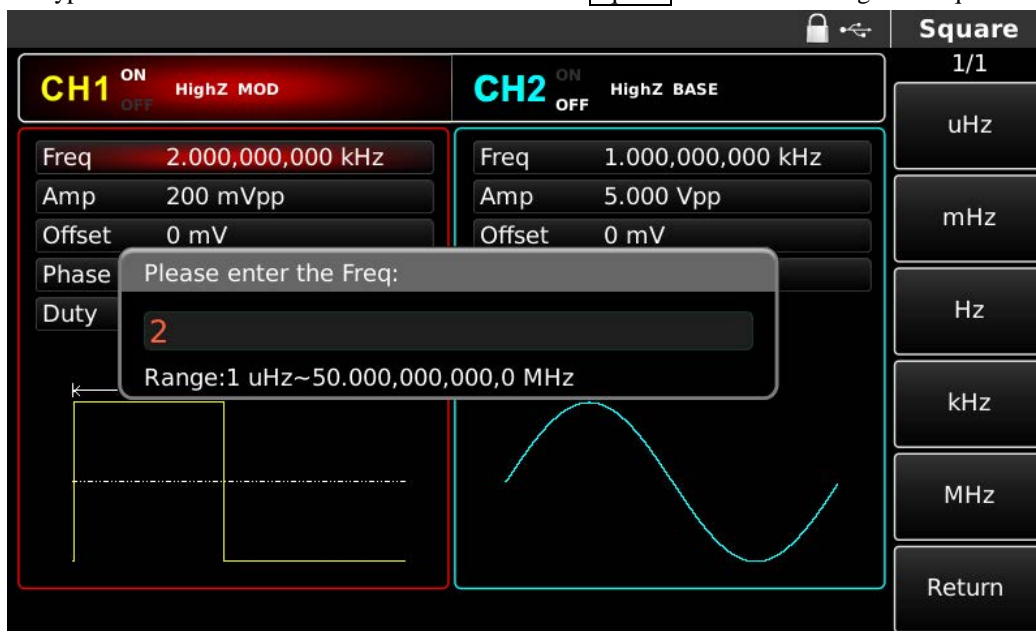 Square
1/1
CH1 ON OFF HighZ MOD
CH2 ON OFF HighZ BASE
Freq 2.000,000,000 kHz
Amp 200 mVpp
Offset 0 mV
Phase
Duty
Freq 1.000,000,000 kHz
Amp 5.000 Vpp
Offset 0 mV
Please enter the Freq:
2
Range:1 uHz~50.000,000,000,0 MHz
uHz
mHz
Hz
kHz
MHz
Return